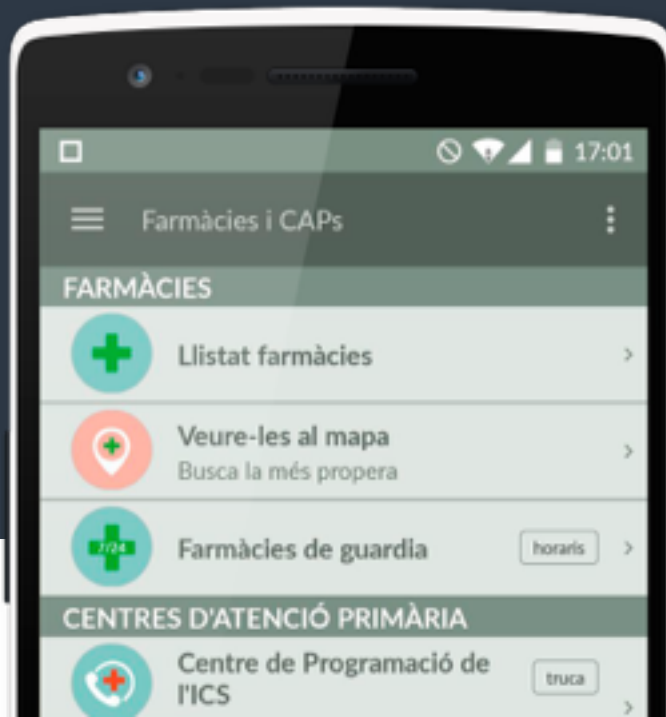 17:01
Farmàcies i CAPs
FARMÀCIES
Llistat farmàcies
Veure-les al mapa
Busca la més propera
7/24
Farmàcies de guardia
horaris
CENTRES D'ATENCIÓ PRIMÀRIA
Centre de Programació de
l'ICS
truca